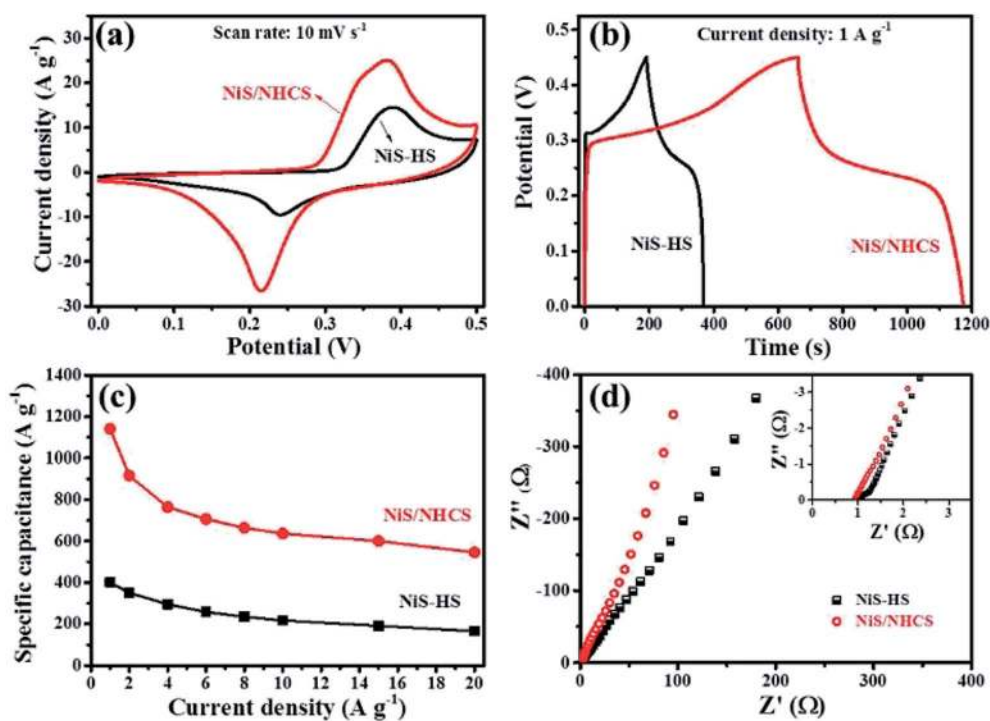 (a)
Scan rate: 10 mV s⁻¹
NiS/NHCS
NiS-HS
Current density (A g⁻¹)
30
20
10
0
-10
-20
-30
0.0 0.1 0.2 0.3 0.4 0.5
Potential (V)
(b)
Current density: 1 A g⁻¹
NiS-HS
NiS/NHCS
Potential (V)
0.5
0.4
0.3
0.2
0.1
0.0
0 200 400 600 800 1000 1200
Time (s)
(c)
NiS/NHCS
NiS-HS
Specific capacitance (A g⁻¹)
1400
1200
1000
800
600
400
200
0
2 4 6 8 10 12 14 16 18 20
Current density (A g⁻¹)
(d)
Z'' (Ω)
-400
-300
-200
-100
0
0 100 200 300 400
Z' (Ω)
NiS-HS
NiS/NHCS
Z'' (Ω)
-3
-2
-1
0
0 1 2 3
Z' (Ω)